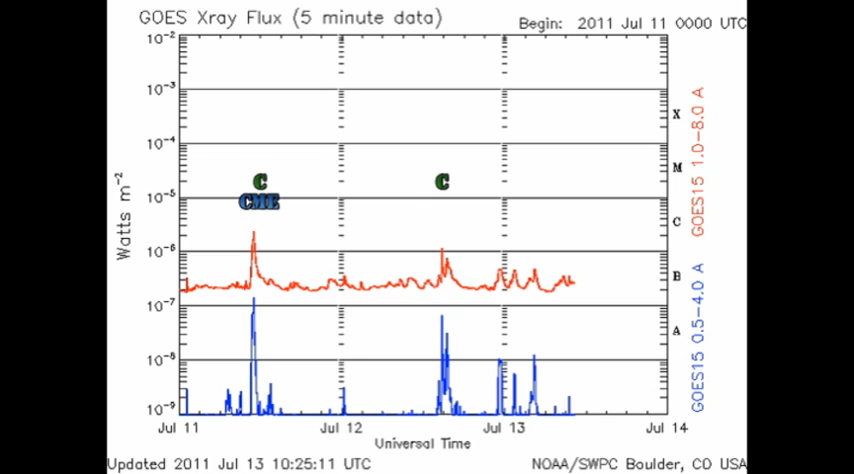 GOES Xray Flux (5 minute data)
Begin: 2011 Jul 11 0000 UTC
10-2
10-3
10-4
10-5
10-6
10-7
10-8
10-9
Watts m-2
C
CME
C
X
M
C
B
A
GOES15 1.0-8.0 A
GOES15 0.5-4.0 A
Jul 11
Jul 12
Jul 13
Jul 14
Universal Time
Updated 2011 Jul 13 10:25:11 UTC
NOAA/SWPC Boulder, CO USA